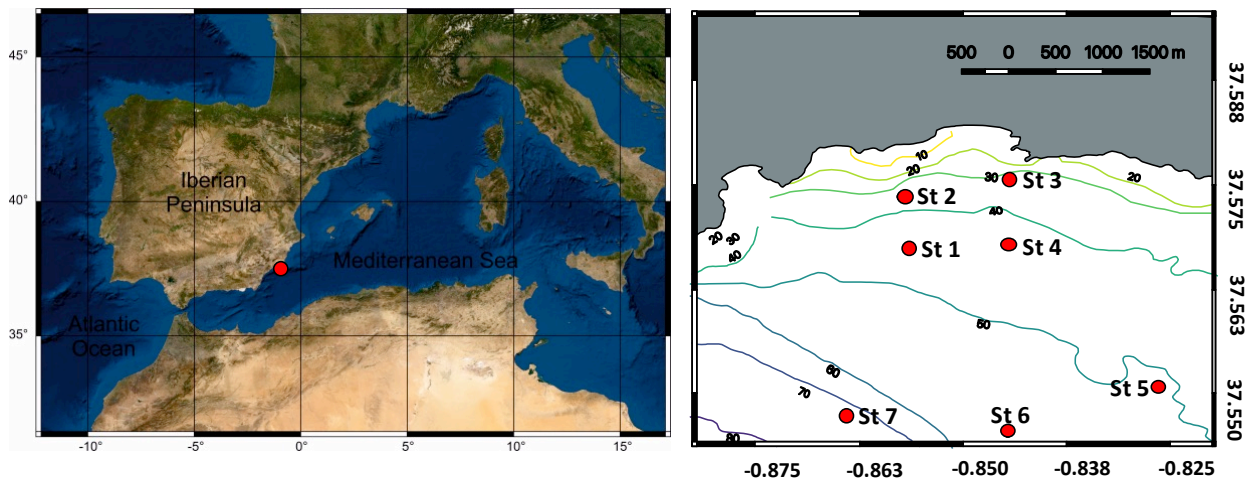 45°
40°
35°
-10°
-5°
0°
5°
10°
15°
Iberian
Peninsula
Mediterranean Sea
Atlantic
Ocean
500 0 500 1000 1500 m
10
20
30
20
40
20
30
40
50
60
70
80
St 3
St 2
St 1
St 4
St 5
St 6
St 7
37.588
37.575
37.563
37.550
-0.875
-0.863
-0.850
-0.838
-0.825